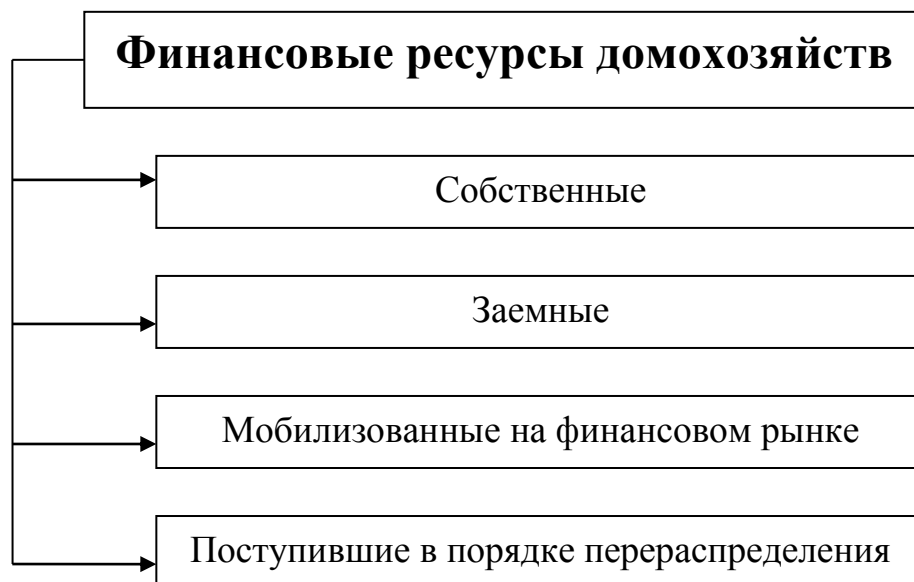 Финансовые ресурсы домохозяйств
Собственные
Заемные
Мобилизованные на финансовом рынке
Поступившие в порядке перераспределения